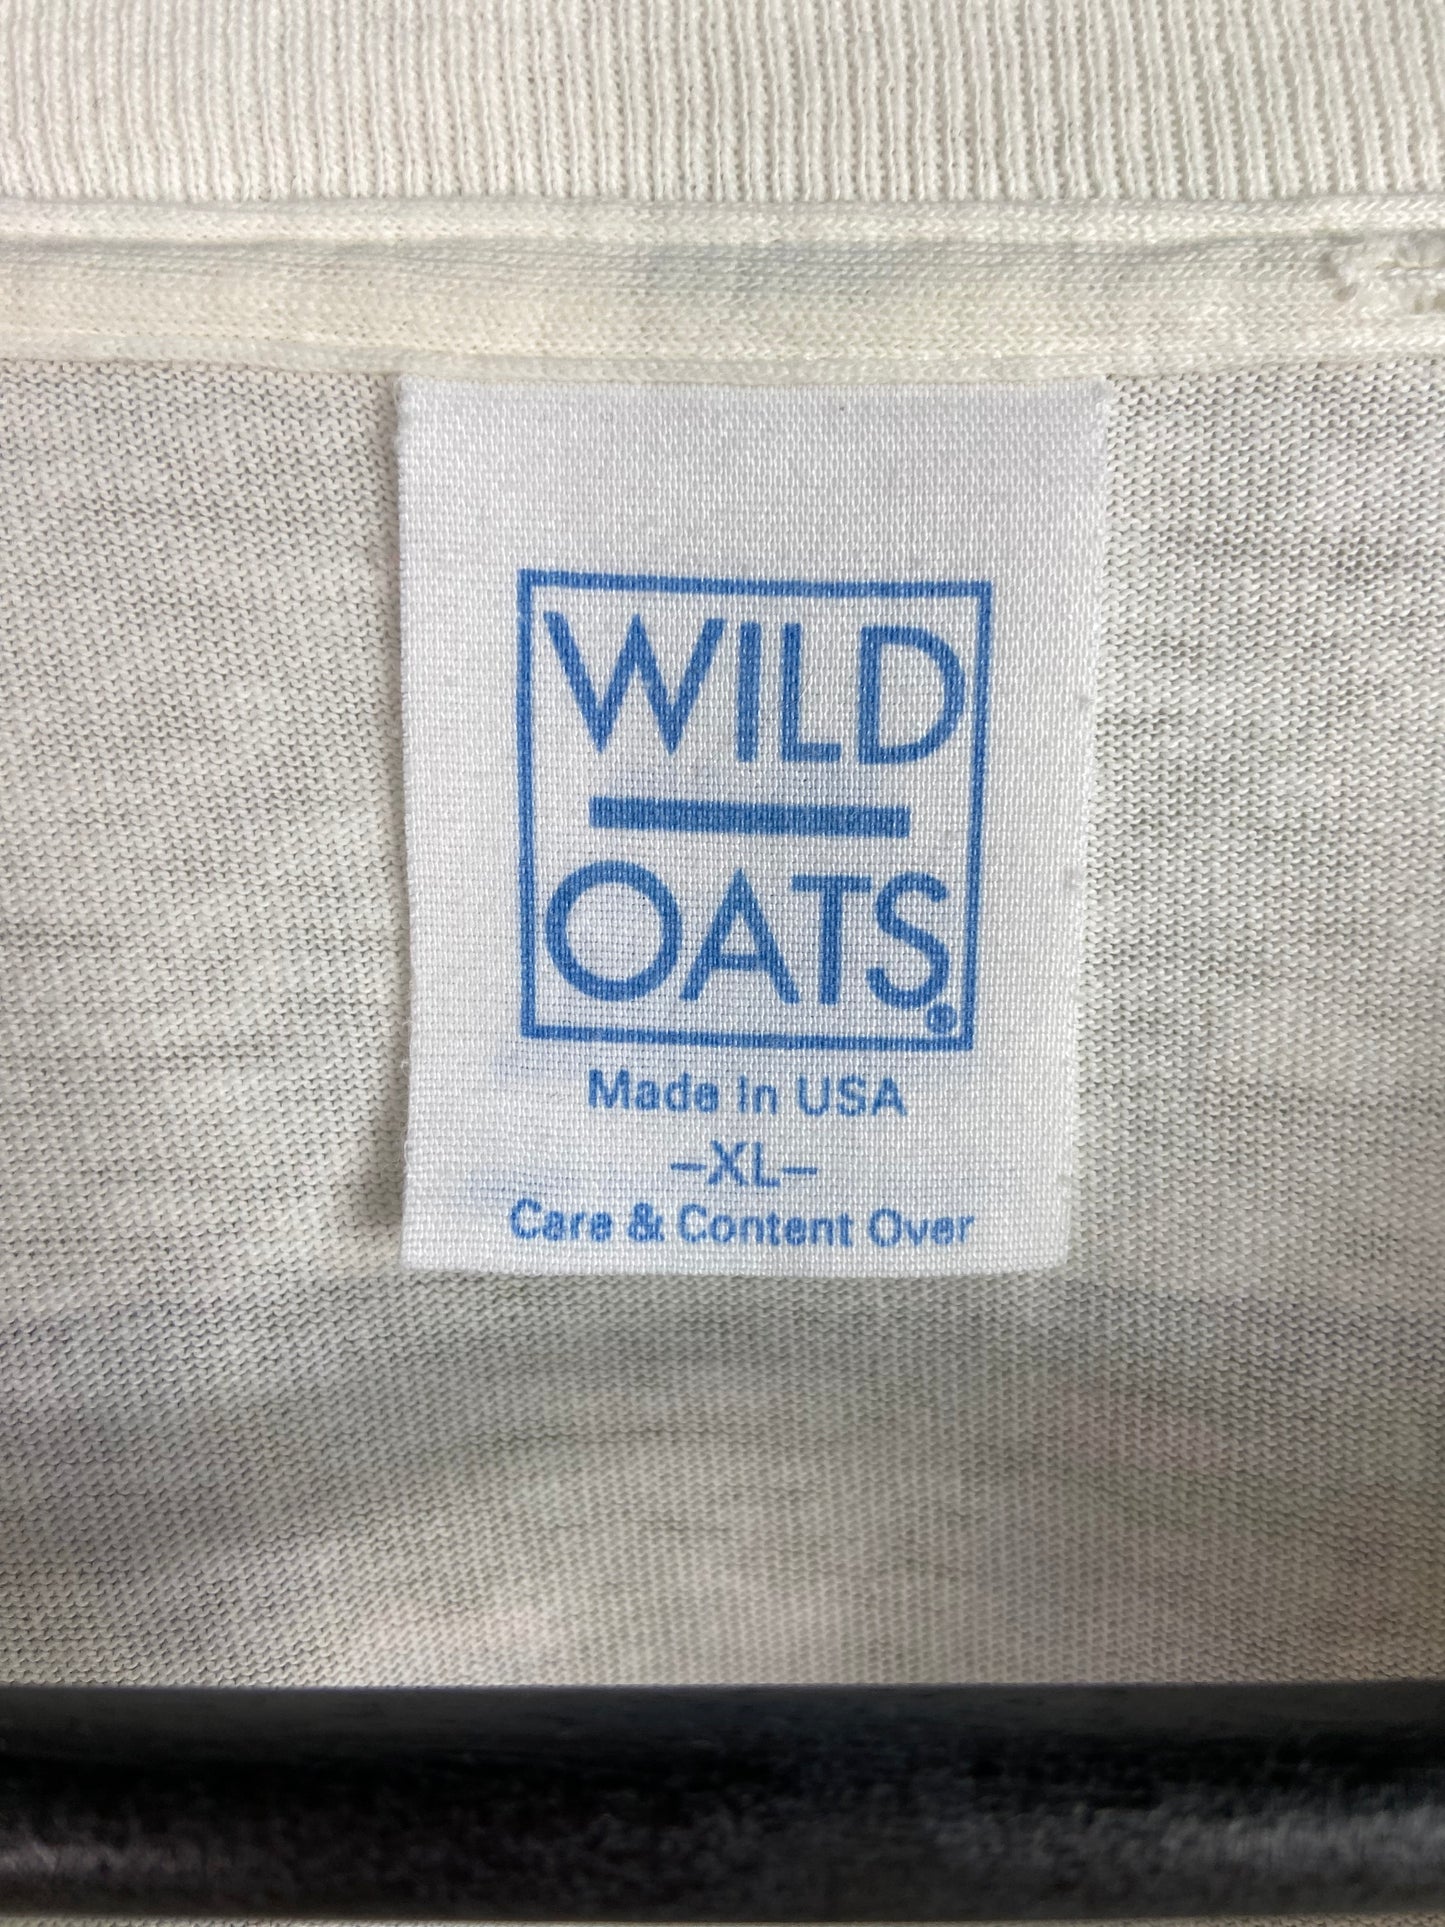 WILD
OATS®
Made in USA
–XL–
Care & Content Over